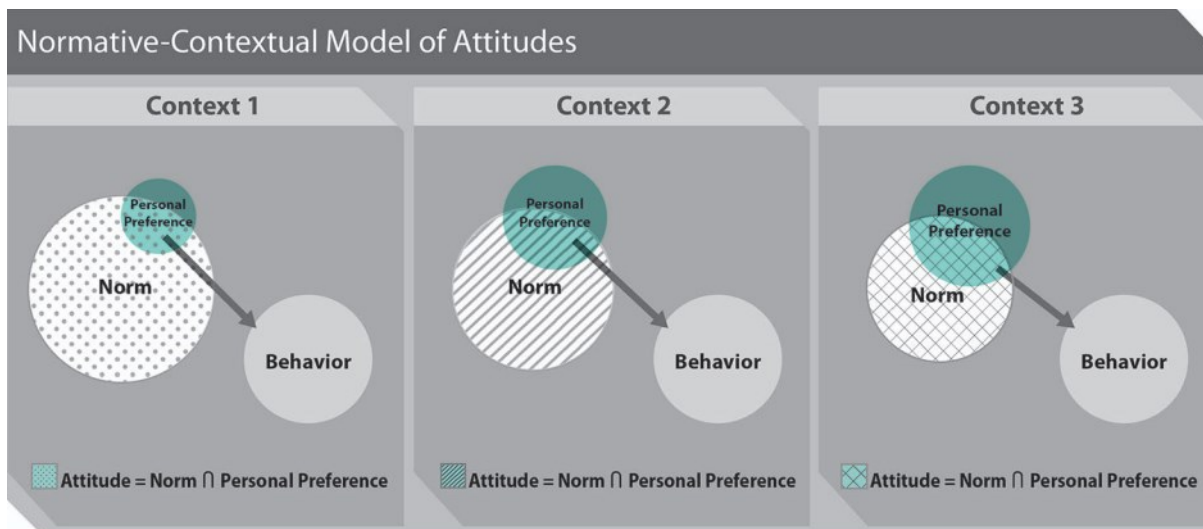 Normative-Contextual Model of Attitudes
Context 1
Personal
Preference
Norm
Behavior
Attitude = Norm ∩ Personal Preference
Context 2
Personal
Preference
Norm
Behavior
Attitude = Norm ∩ Personal Preference
Context 3
Personal
Preference
Norm
Behavior
Attitude = Norm ∩ Personal Preference